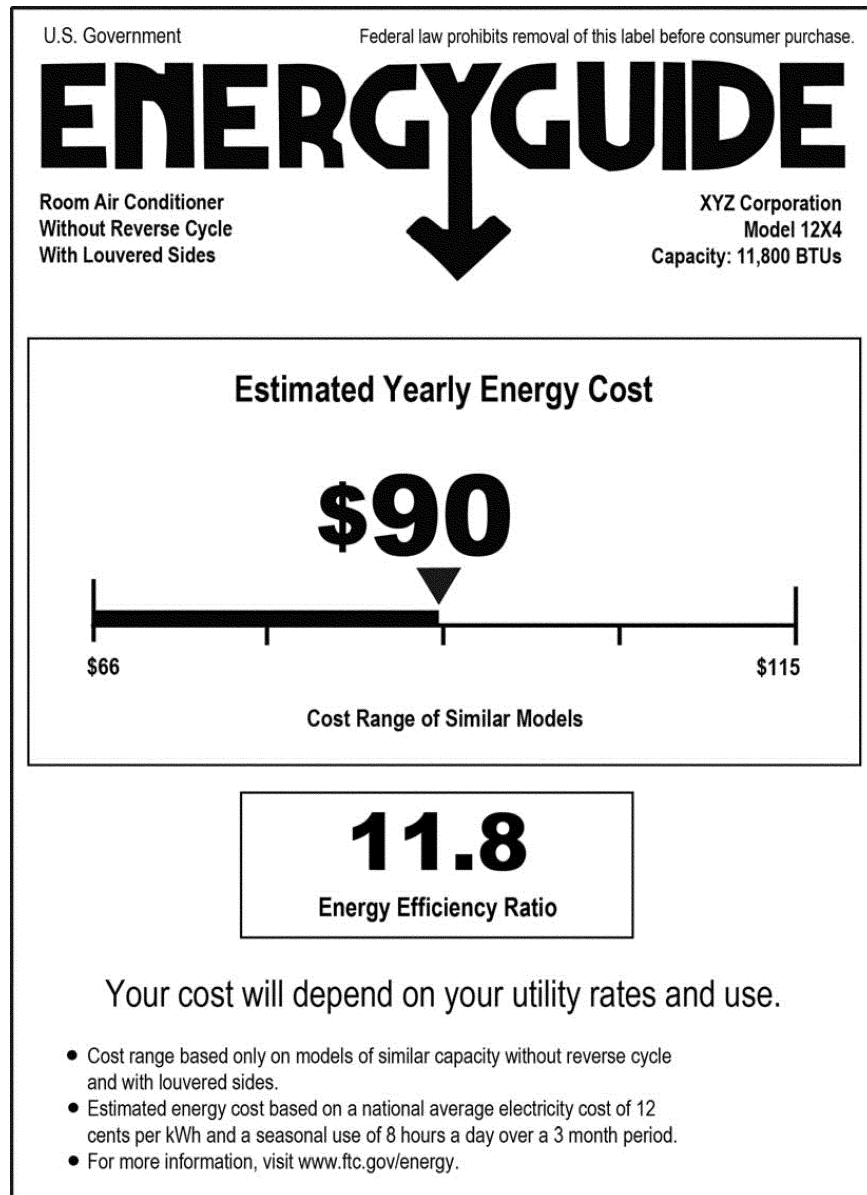 U.S. Government
Federal law prohibits removal of this label before consumer purchase.
ENERGYGUIDE
Room Air Conditioner
Without Reverse Cycle
With Louvered Sides
XYZ Corporation
Model 12X4
Capacity: 11,800 BTUs
Estimated Yearly Energy Cost
$90
$66
$115
Cost Range of Similar Models
11.8
Energy Efficiency Ratio
Your cost will depend on your utility rates and use.
● Cost range based only on models of similar capacity without reverse cycle
and with louvered sides.
● Estimated energy cost based on a national average electricity cost of 12
cents per kWh and a seasonal use of 8 hours a day over a 3 month period.
● For more information, visit www.ftc.gov/energy.